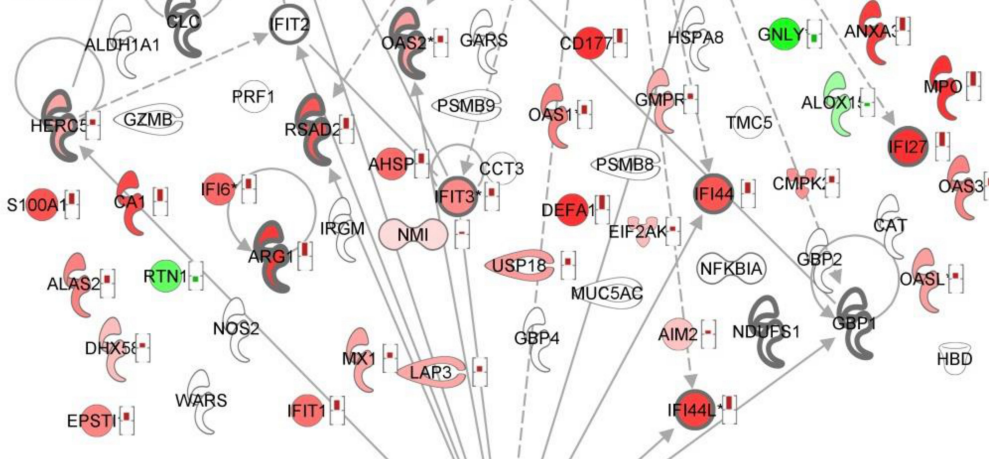 CLC
IFIT2
ALDH1A1
OAS2*
GARS
CD177
HSPA8
GNLY
ANXA3
HERC5
GZMB
PRF1
RSAD2
PSMB9
OAS1*
GMPR
TMC5
ALOX15
MPO
IFI27
AHSP
CCT3
PSMB8
S100A1
CA1
IFI6*
IFIT3*
DEFA1
IFI44
CMPK2
OAS3
IRGM
NMI
EIF2AK
CAT
ARG1
ALAS2
RTN1
USP18
MUC5AC
NFKBIA
GBP2
OASL*
NOS2
DHX58
MX1
LAP3
GBP4
AIM2
NDUFS1
GBP1
HBD
WARS
EPSTI
IFIT1
IFI44L*